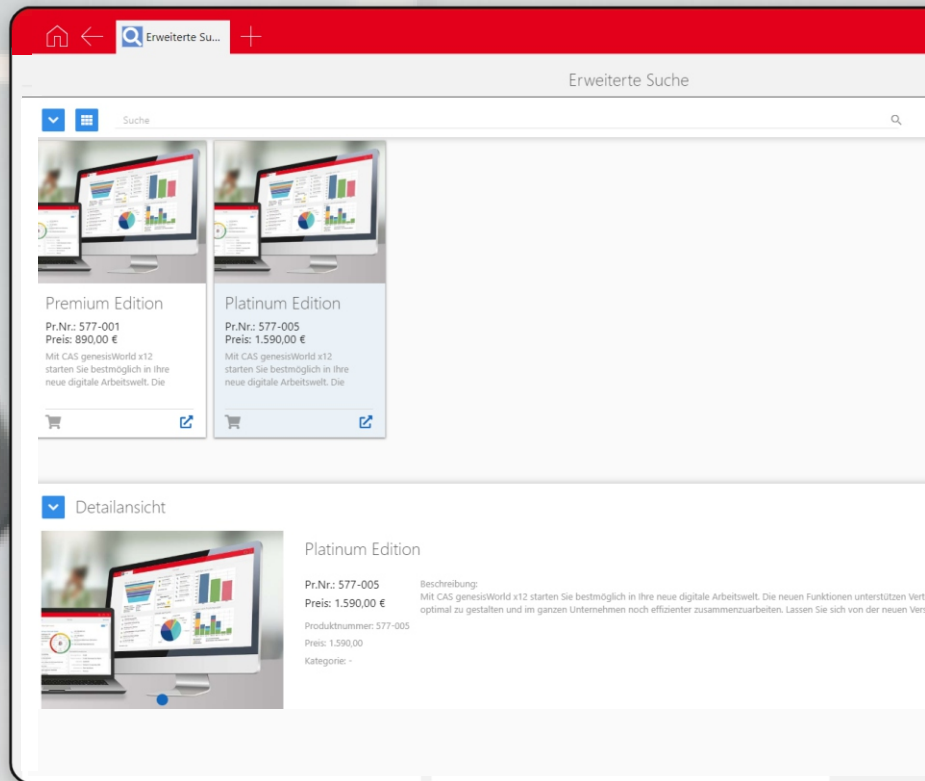 Erweiterte Su...
Erweiterte Suche
Suche
Premium Edition
Pr.Nr.: 577-001
Preis: 890,00 €
Mit CAS genesisWorld x12
starten Sie bestmöglich in Ihre
neue digitale Arbeitswelt. Die
Platinum Edition
Pr.Nr.: 577-005
Preis: 1.590,00 €
Mit CAS genesisWorld x12
starten Sie bestmöglich in Ihre
neue digitale Arbeitswelt. Die
Detailansicht
Platinum Edition
Pr.Nr.: 577-005
Preis: 1.590,00 €
Produktnummer: 577-005
Preis: 1.590,00
Kategorie: -
Beschreibung:
Mit CAS genesisWorld x12 starten Sie bestmöglich in Ihre neue digitale Arbeitswelt. Die neuen Funktionen unterstützen Vert
optimal zu gestalten und im ganzen Unternehmen noch effizienter zusammenzuarbeiten. Lassen Sie sich von der neuen Vers